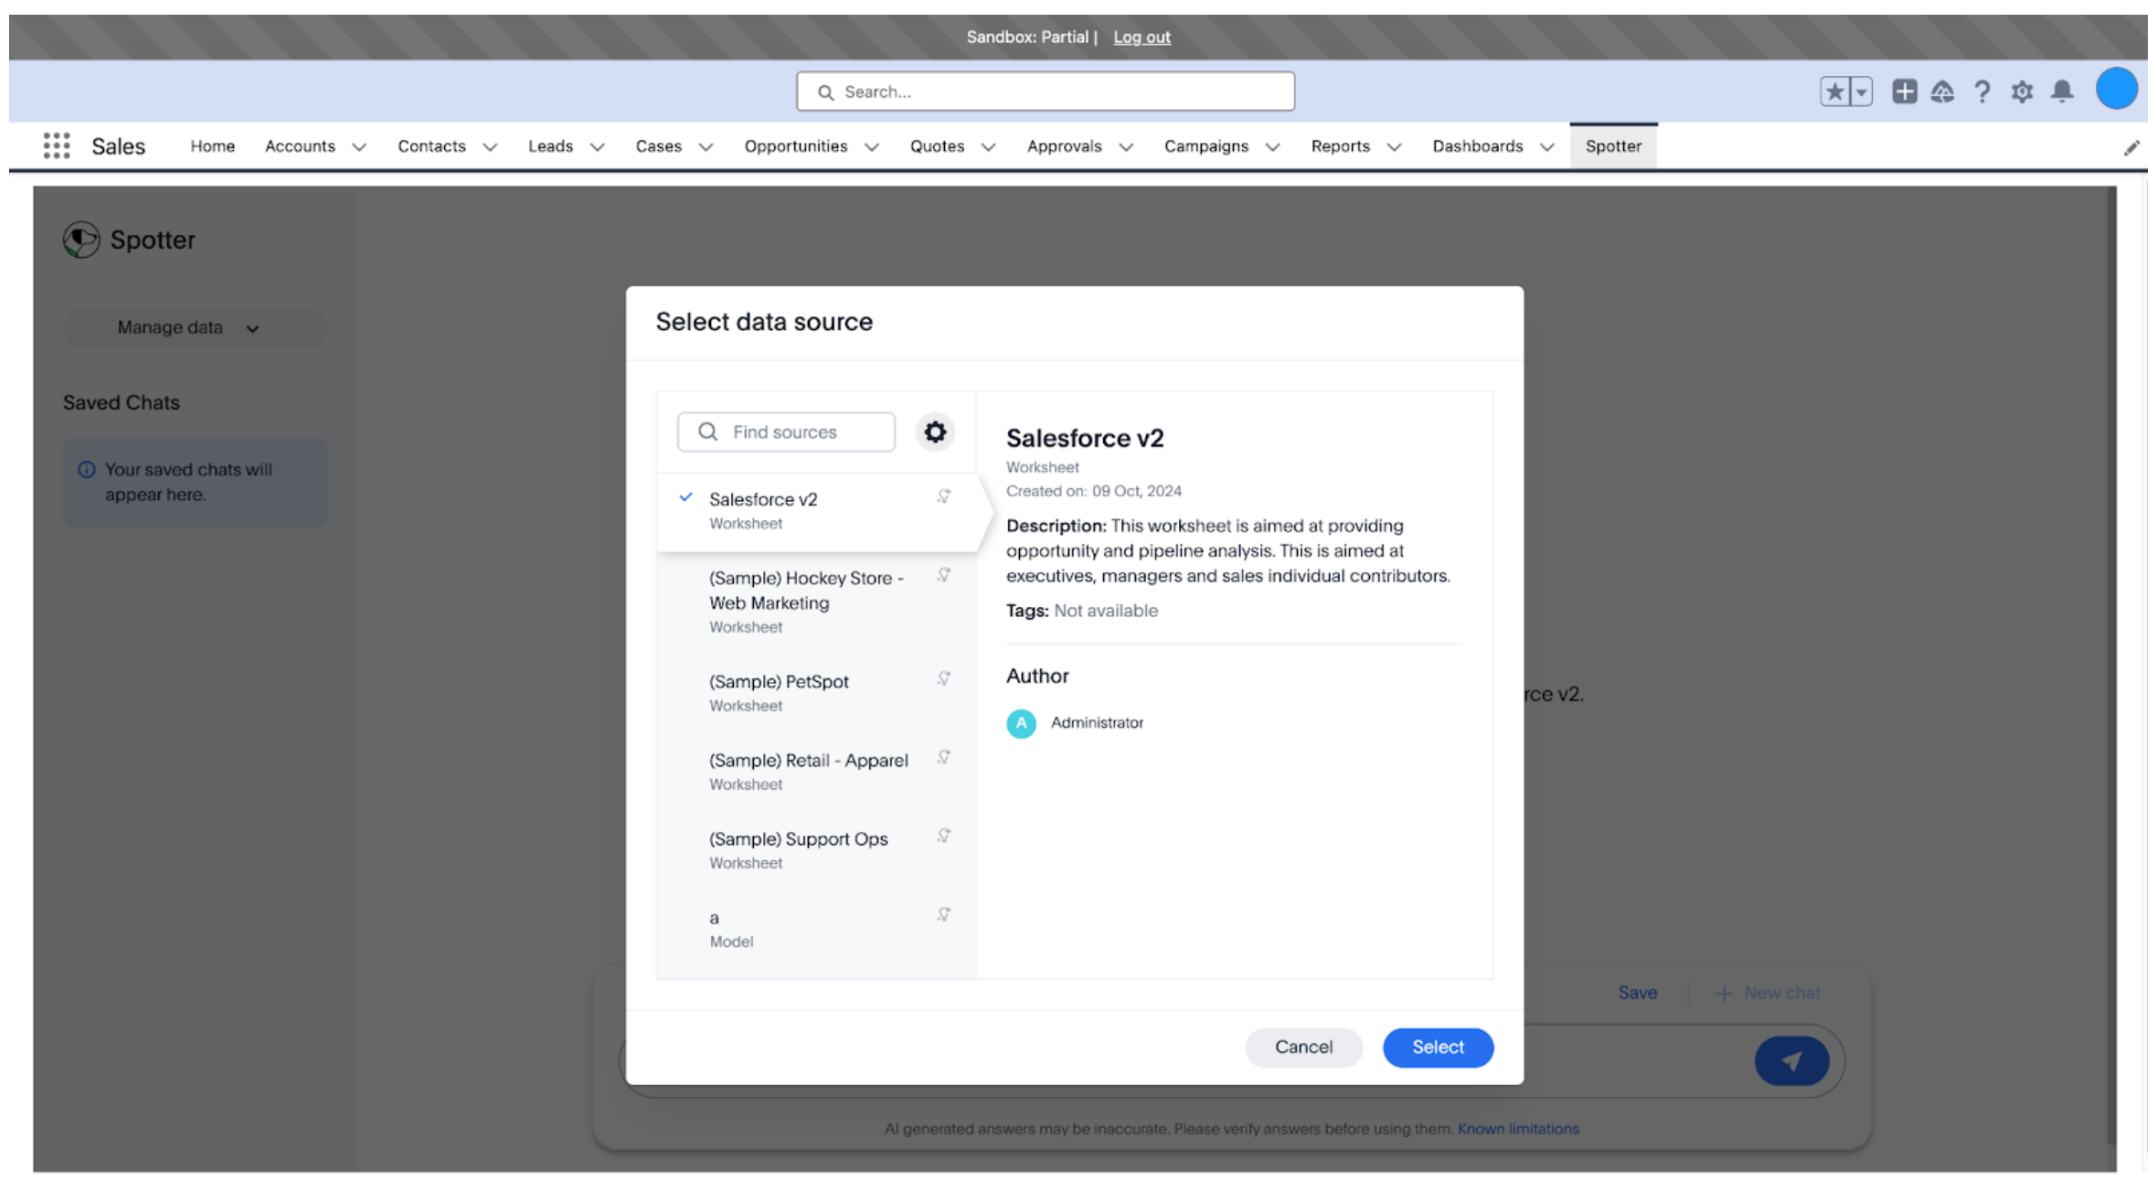 Sandbox: Partial | Log out
Search...
Sales Home Accounts Contacts Leads Cases Opportunities Quotes Approvals Campaigns Reports Dashboards Spotter
Spotter
Manage data
Saved Chats
Your saved chats will
appear here.
Select data source
Find sources
Salesforce v2
Worksheet
(Sample) Hockey Store -
Web Marketing
Worksheet
(Sample) PetSpot
Worksheet
(Sample) Retail - Apparel
Worksheet
(Sample) Support Ops
Worksheet
a
Model
Salesforce v2
Worksheet
Created on: 09 Oct, 2024
Description: This worksheet is aimed at providing
opportunity and pipeline analysis. This is aimed at
executives, managers and sales individual contributors.
Tags: Not available
Author
A Administrator
rce v2.
Cancel Select
Save + New chat
AI generated answers may be inaccurate. Please verify answers before using them. Known limitations